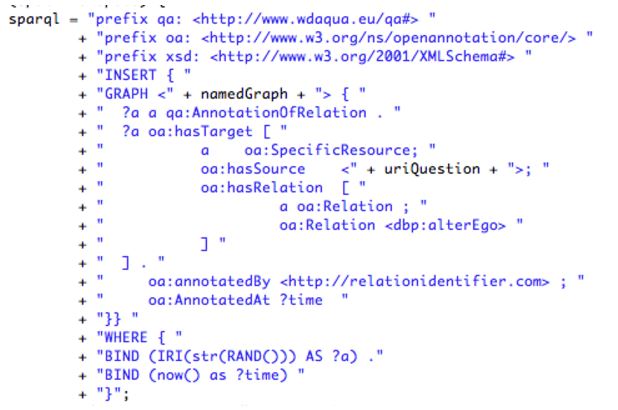 sparql = "prefix qa: <http://www.wdaqua.eu/qa#> "
+ "prefix oa: <http://www.w3.org/ns/openannotation/core/> "
+ "prefix xsd: <http://www.w3.org/2001/XMLSchema#> "
+ "INSERT { "
+ "GRAPH <" + namedGraph + "> { "
+ "  ?a a qa:AnnotationOfRelation . "
+ "  ?a oa:hasTarget [ "
+ "           a    oa:SpecificResource; "
+ "           oa:hasSource    <" + uriQuestion + ">; "
+ "           oa:hasRelation  [ "
+ "                    a oa:Relation ; "
+ "                    oa:Relation <dbp:alterEgo> "
+ "           ] "
+ "  ] . "
+ "     oa:annotatedBy <http://relationidentifier.com> ; "
+ "     oa:AnnotatedAt ?time  "
+ "}} "
+ "WHERE { "
+ "BIND (IRI(str(RAND())) AS ?a) ."
+ "BIND (now() as ?time) "
+ "}";